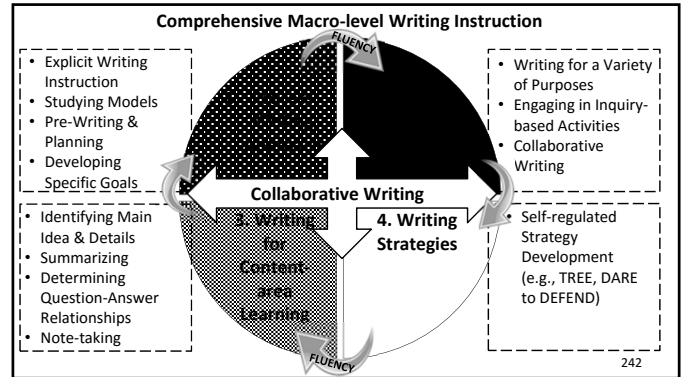 Comprehensive Macro-level Writing Instruction
FLUENCY
• Explicit Writing
Instruction
• Studying Models
• Pre-Writing &
Planning
• Developing
Specific Goals
• Writing for a Variety
of Purposes
• Engaging in Inquiry-
based Activities
• Collaborative
Writing
Collaborative Writing
• Identifying Main
Idea & Details
• Summarizing
• Determining
Question-Answer
Relationships
• Note-taking
3. Writing
for
Content-
area
Learning
4. Writing
Strategies
• Self-regulated
Strategy
Development
(e.g., TREE, DARE
to DEFEND)
FLUENCY
242